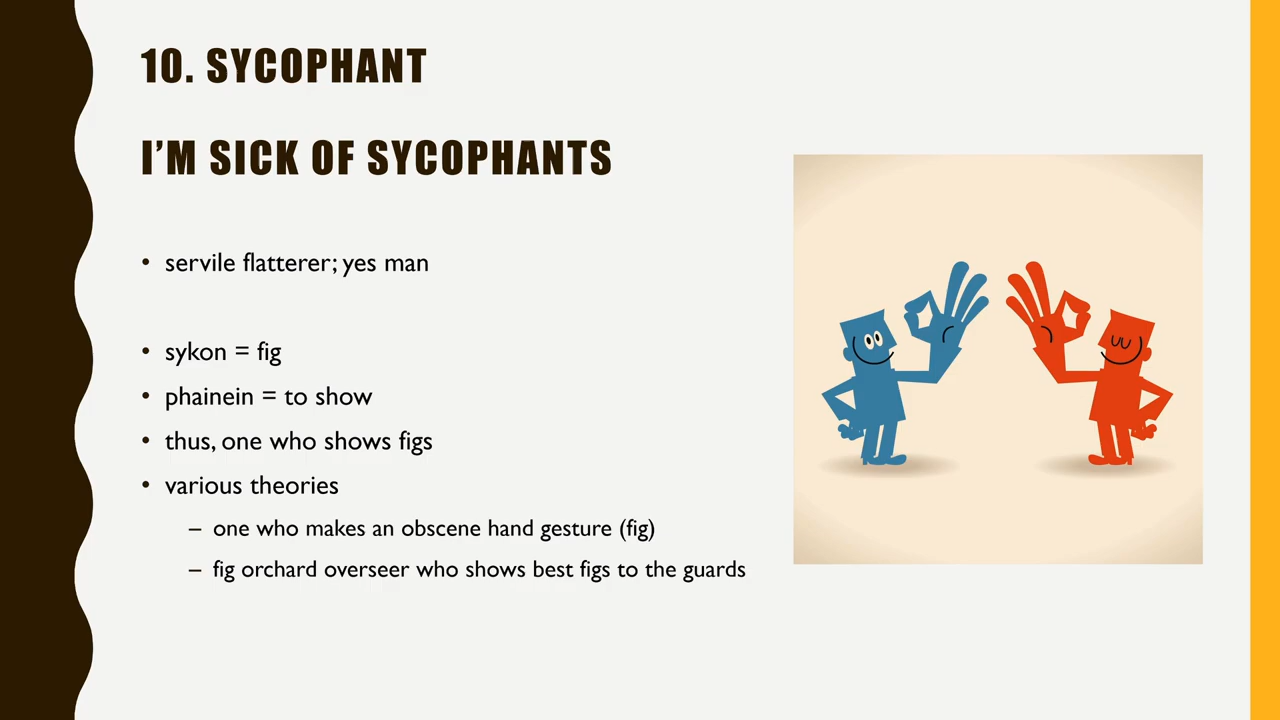 10. SYCOPHANT
I'M SICK OF SYCOPHANTS
• servile flatterer; yes man
• sykon = fig
• phainein = to show
• thus, one who shows figs
• various theories
– one who makes an obscene hand gesture (fig)
– fig orchard overseer who shows best figs to the guards